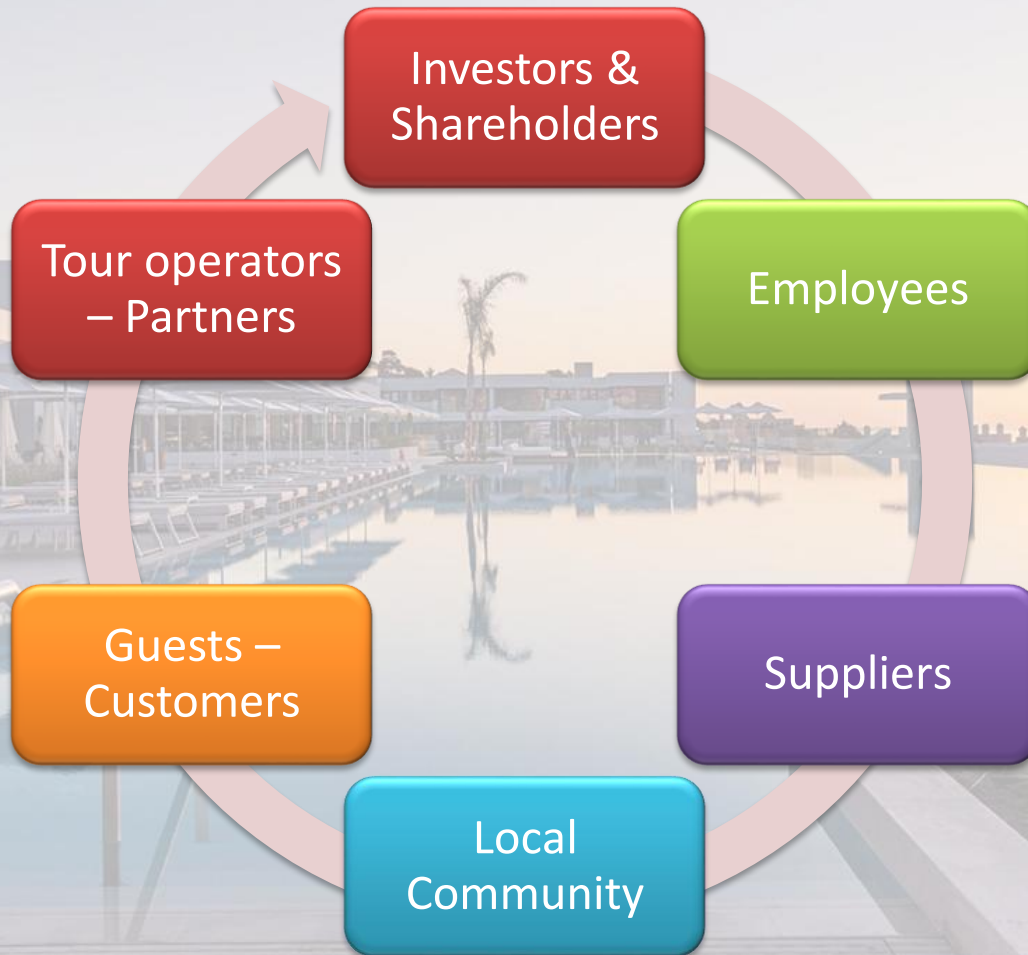 Investors &
Shareholders
Employees
Suppliers
Local
Community
Guests –
Customers
Tour operators
– Partners